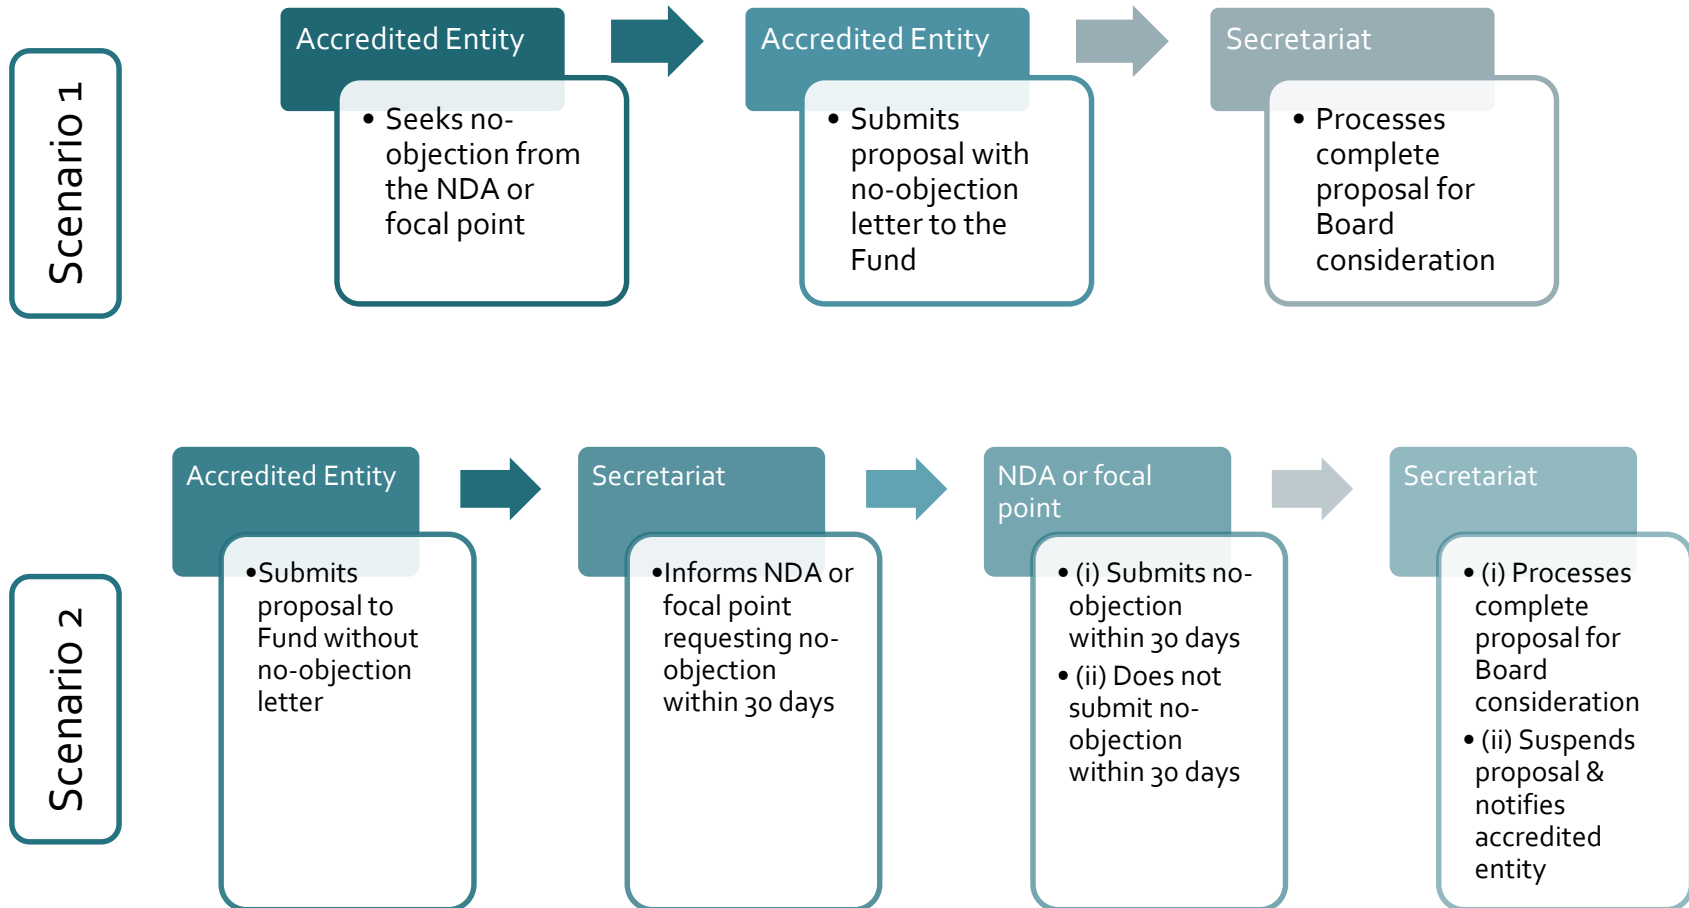 Scenario 1
Accredited Entity
• Seeks no-
objection from
the NDA or
focal point
Accredited Entity
• Submits
proposal with
no-objection
letter to the
Fund
Secretariat
• Processes
complete
proposal for
Board
consideration
Scenario 2
Accredited Entity
•Submits
proposal to
Fund without
no-objection
letter
Secretariat
•Informs NDA or
focal point
requesting no-
objection
within 30 days
NDA or focal
point
• (i) Submits no-
objection
within 30 days
• (ii) Does not
submit no-
objection
within 30 days
Secretariat
• (i) Processes
complete
proposal for
Board
consideration
• (ii) Suspends
proposal &
notifies
accredited
entity